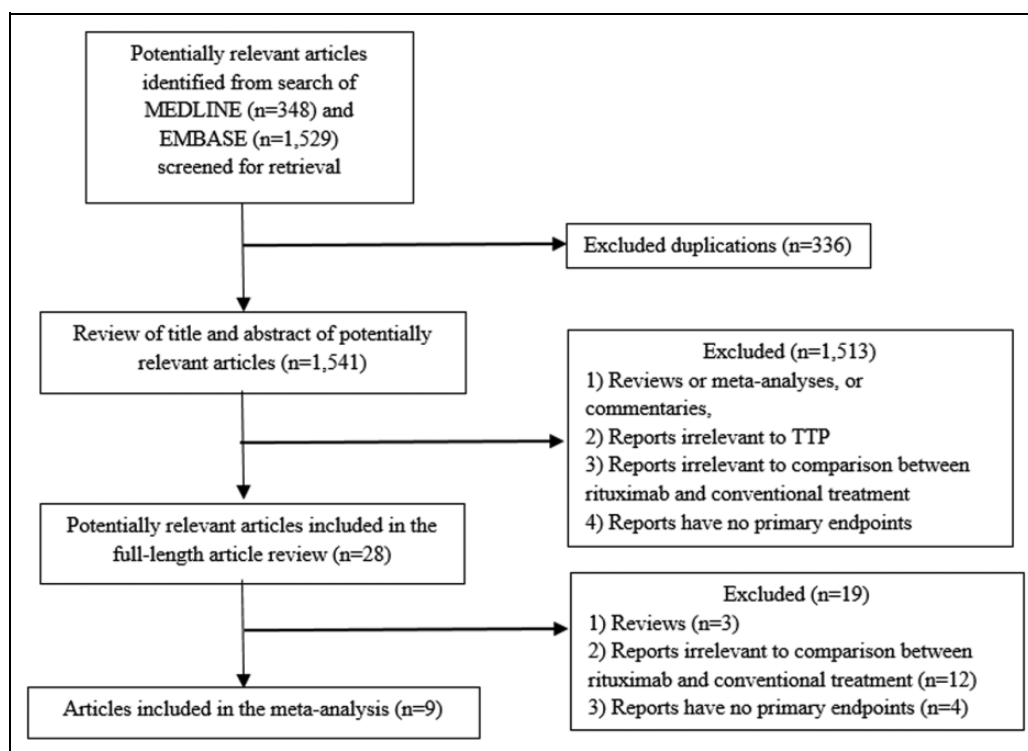 Potentially relevant articles
identified from search of
MEDLINE (n=348) and
EMBASE (n=1,529)
screened for retrieval
Excluded duplications (n=336)
Review of title and abstract of potentially
relevant articles (n=1,541)
Excluded (n=1,513)
1) Reviews or meta-analyses, or
commentaries,
2) Reports irrelevant to TTP
3) Reports irrelevant to comparison between
rituximab and conventional treatment
4) Reports have no primary endpoints
Potentially relevant articles included in the
full-length article review (n=28)
Excluded (n=19)
1) Reviews (n=3)
2) Reports irrelevant to comparison between
rituximab and conventional treatment (n=12)
3) Reports have no primary endpoints (n=4)
Articles included in the meta-analysis (n=9)